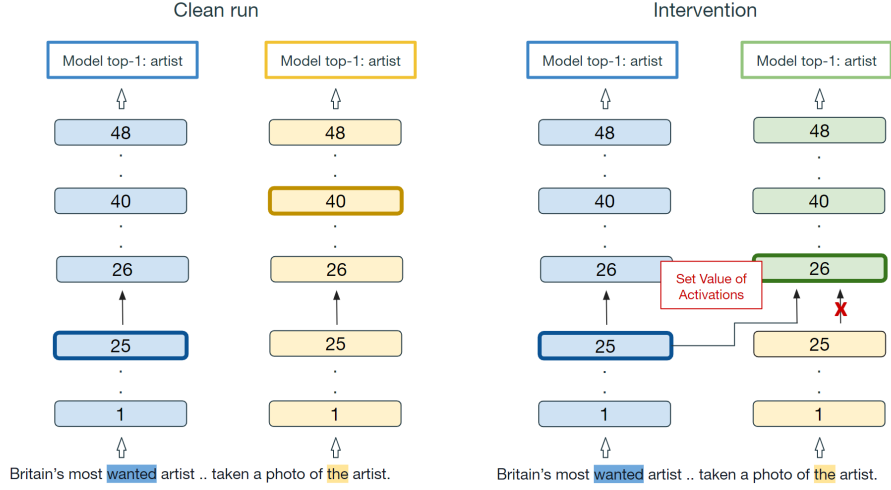 Clean run
Intervention
Model top-1: artist
Model top-1: artist
Model top-1: artist
Model top-1: artist
48
48
48
48
40
40
40
40
26
26
26
26
Set Value of
Activations
X
25
25
25
25
1
1
1
1
Britain's most wanted artist .. taken a photo of the artist.
Britain's most wanted artist .. taken a photo of the artist.